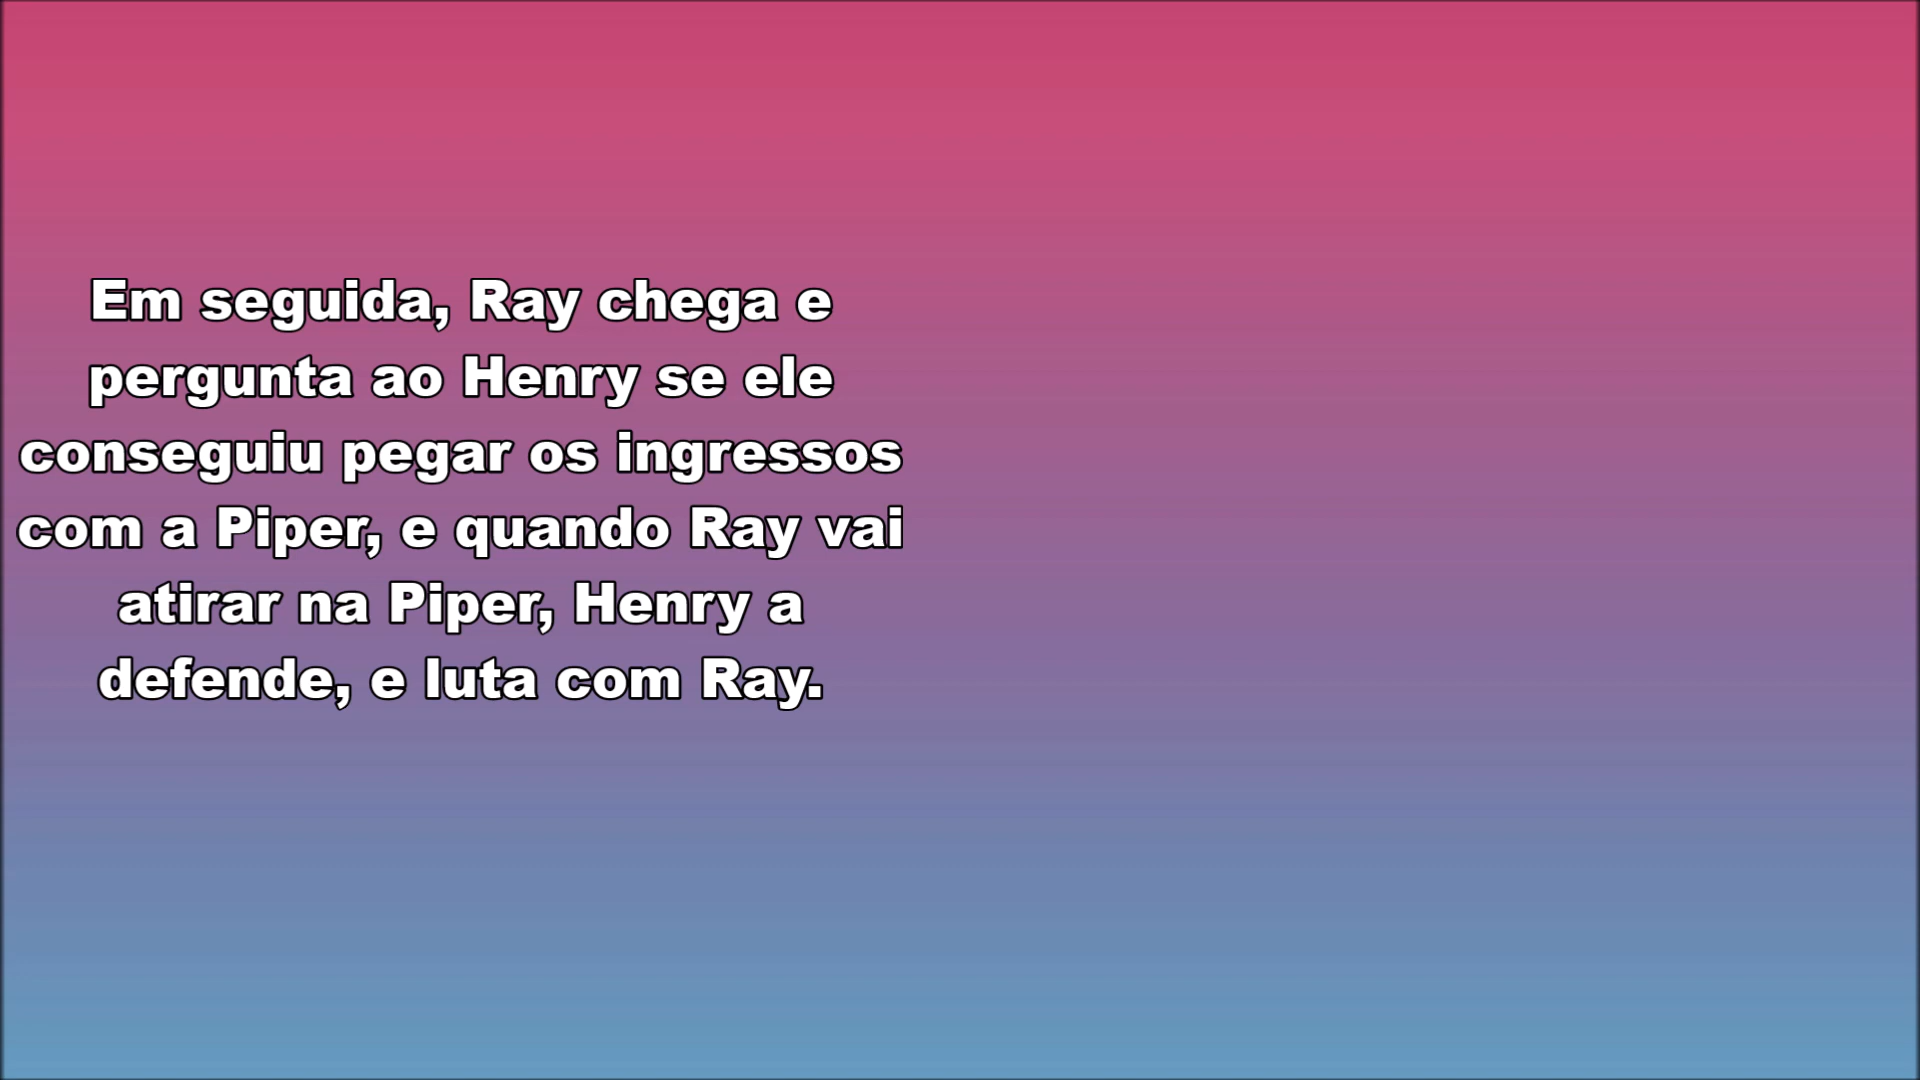 Em seguida, Ray chega e
pergunta ao Henry se ele
conseguiu pegar os ingressos
com a Piper, e quando Ray vai
atirar na Piper, Henry a
defende, e luta com Ray.